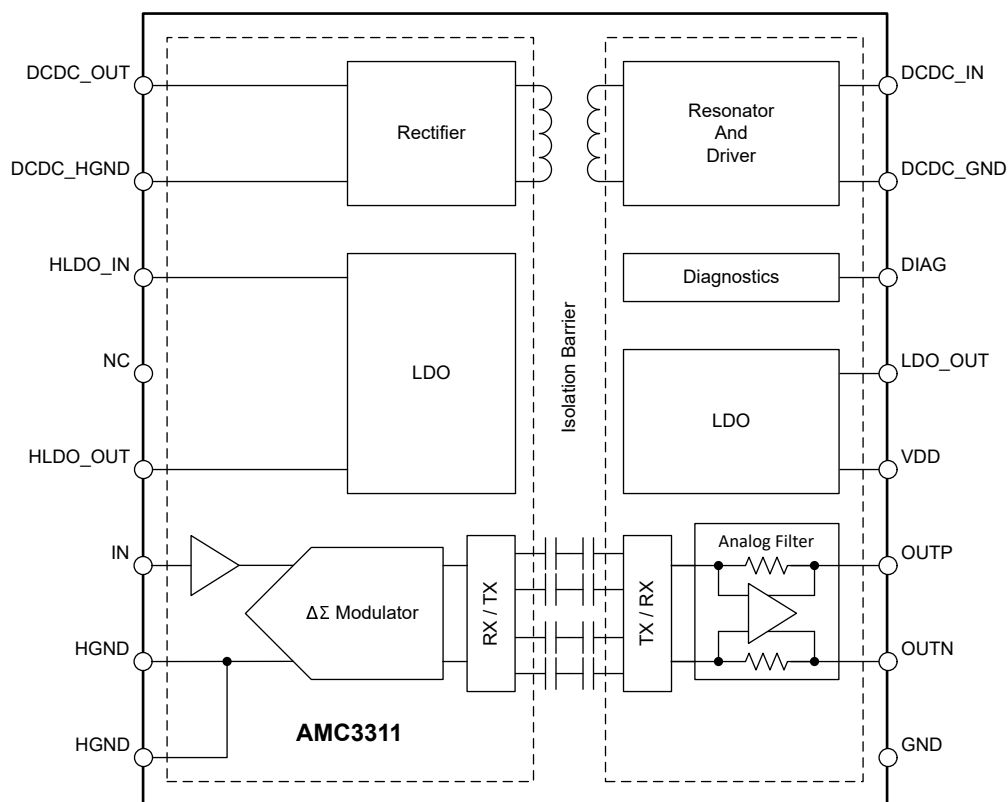 DCDC_OUT
DCDC_HGND
HLDO_IN
NC
HLDO_OUT
IN
HGND
HGND
Rectifier
LDO
ΔΣ Modulator
RX / TX
AMC3311
Isolation Barrier
Resonator
And
Driver
Diagnostics
LDO
TX / RX
Analog Filter
DCDC_IN
DCDC_GND
DIAG
LDO_OUT
VDD
OUTP
OUTN
GND